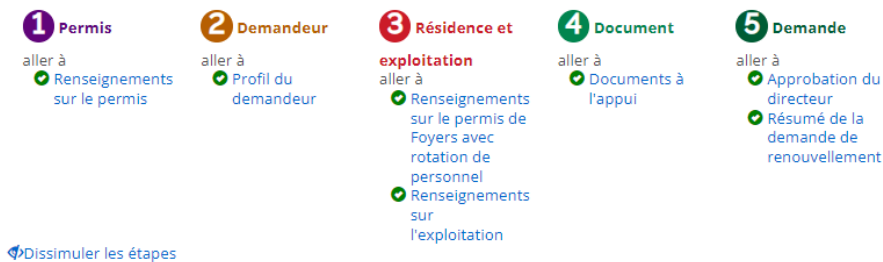 1 Permis
aller à
Renseignements
sur le permis
2 Demandeur
aller à
Profil du
demandeur
3 Résidence et
exploitation
aller à
Renseignements
sur le permis de
Foyers avec
rotation de
personnel
Renseignements
sur
l'exploitation
4 Document
aller à
Documents à
l'appui
5 Demande
aller à
Approbation du
directeur
Résumé de la
demande de
renouvellement
Dissimuler les étapes